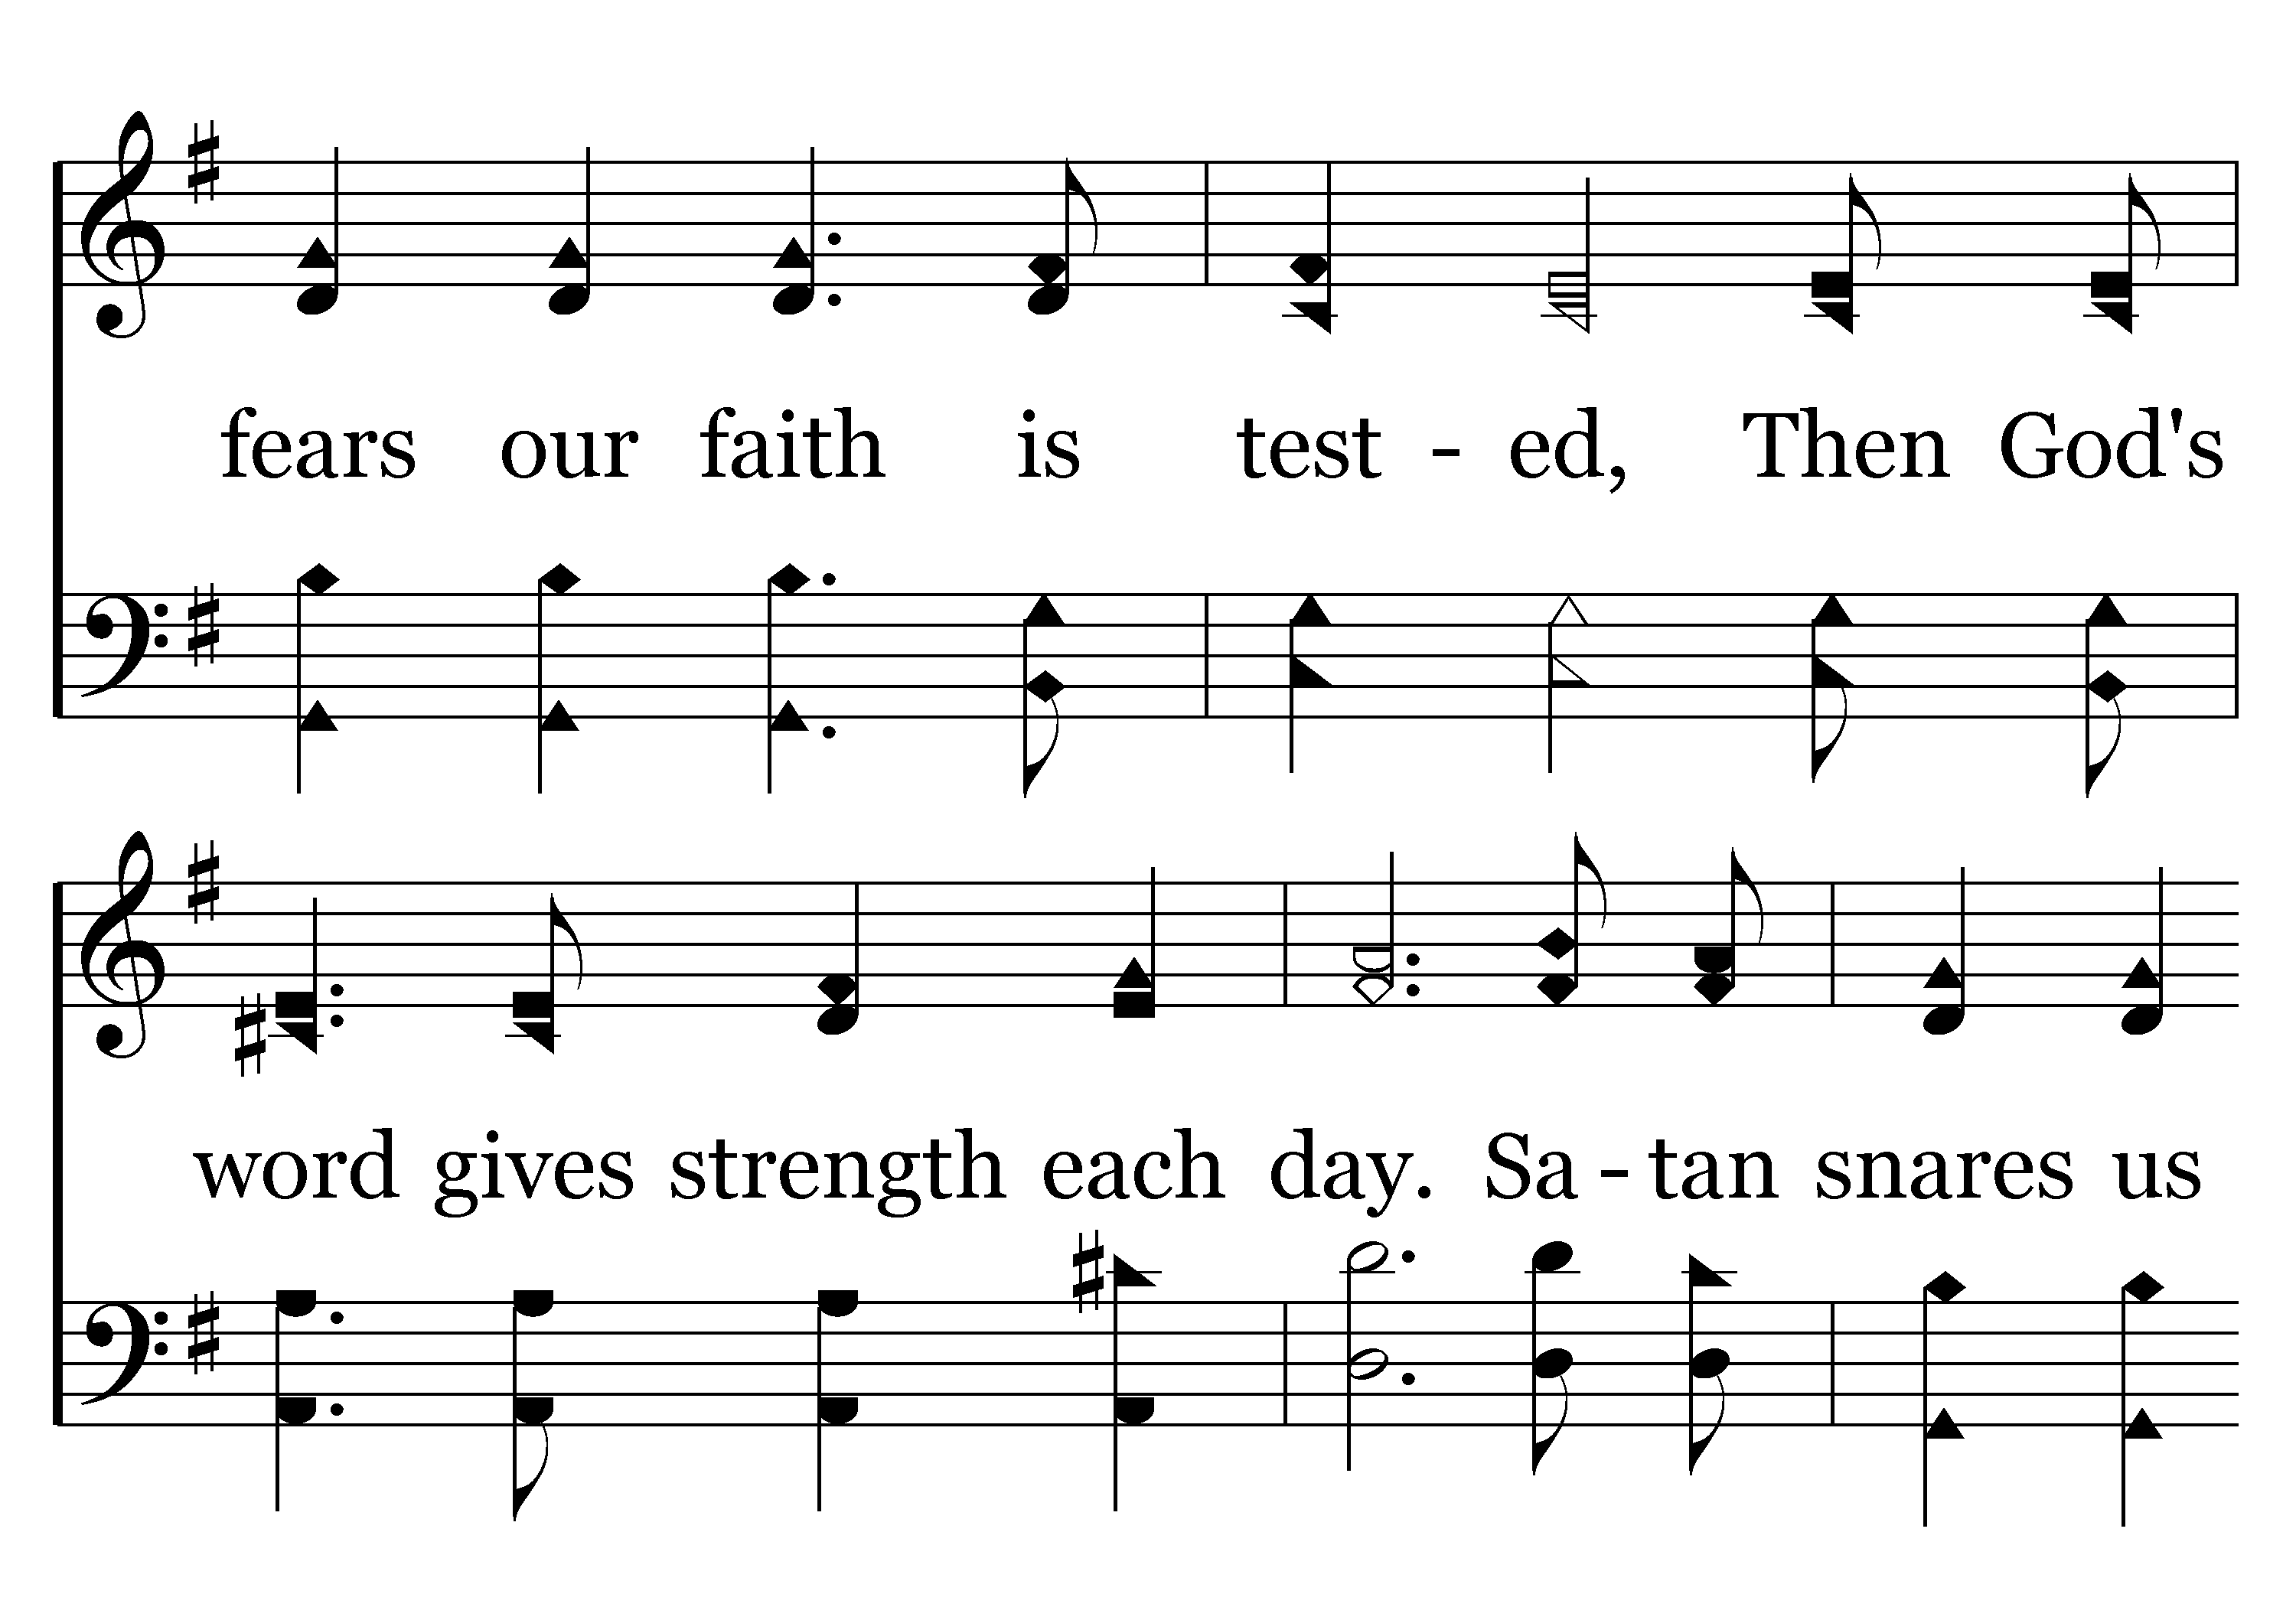 fears our faith is test - ed, Then God's
word gives strength each day. Sa - tan snares us